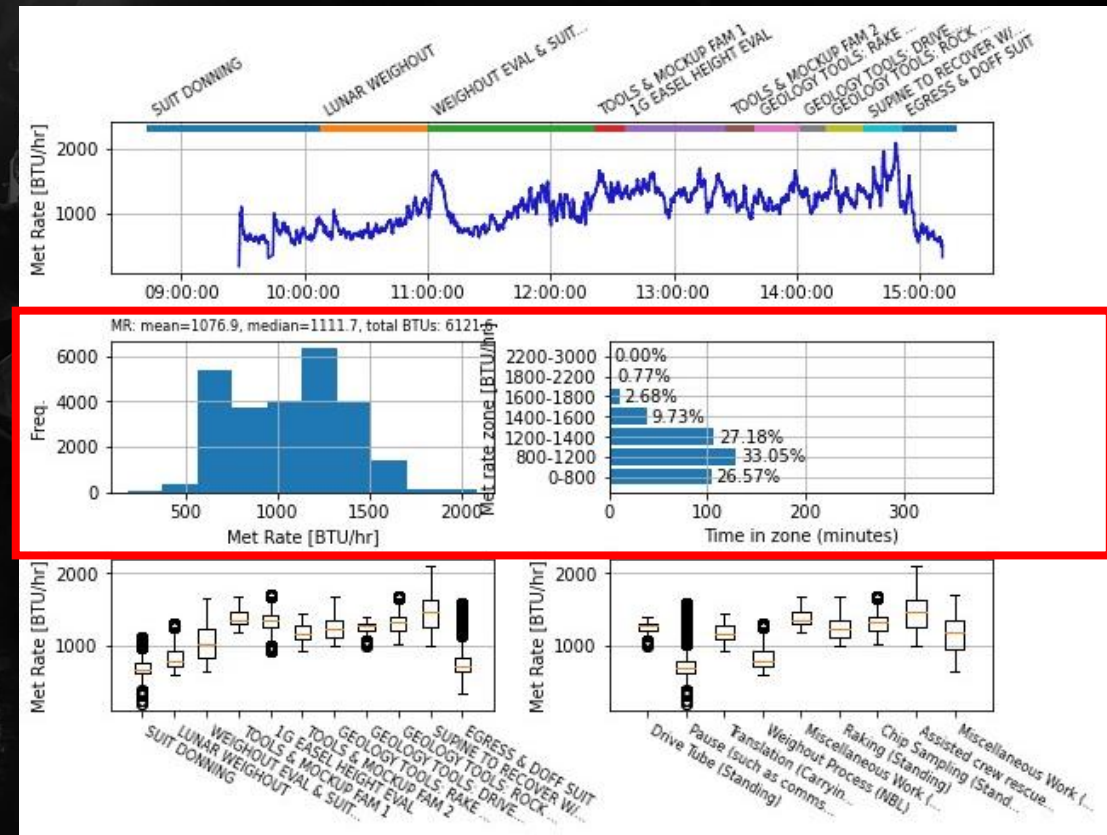 SUIT DONNING
LUNAR WEIGHOUT
WEIGHOUT EVAL & SUIT...
TOOLS & MOCKUP FAM 1
1G EASEL HEIGHT EVAL
TOOLS & MOCKUP FAM 2
GEOLOGY TOOLS: RAKE ...
GEOLOGY TOOLS: DRIVE...
GEOLOGY TOOLS: ROCK ...
SUPINE TO RECOVER W/...
EGRESS & DOFF SUIT
Met Rate [BTU/hr]
2000
1000
09:00:00 10:00:00 11:00:00 12:00:00 13:00:00 14:00:00 15:00:00
MR: mean=1076.9, median=1111.7, total BTUs: 6121.6
Freq.
6000
4000
2000
0
500 1000 1500 2000
Met Rate [BTU/hr]
Met rate zone [BTU/hr]
2200-3000 0.00%
1800-2200 0.77%
1600-1800 2.68%
1400-1600 9.73%
1200-1400 27.18%
800-1200 33.05%
0-800 26.57%
0 100 200 300
Time in zone (minutes)
Met Rate [BTU/hr]
2000
1000
SUIT DONNING
LUNAR WEIGHOUT
WEIGHOUT EVAL & SUIT...
TOOLS & MOCKUP FAM 1
1G EASEL HEIGHT EVAL
TOOLS & MOCKUP FAM 2
GEOLOGY TOOLS: RAKE ...
GEOLOGY TOOLS: DRIVE...
GEOLOGY TOOLS: ROCK ...
SUPINE TO RECOVER W/...
EGRESS & DOFF SUIT
Met Rate [BTU/hr]
2000
1000
Drive Tube (Standing)
Pause (such as comms...
Translation (Carryin...
Weighout Process (NBL)
Miscellaneous Work (...
Raking (Standing)
Chip Sampling (Stand...
Assisted crew rescue...
Miscellaneous Work (...